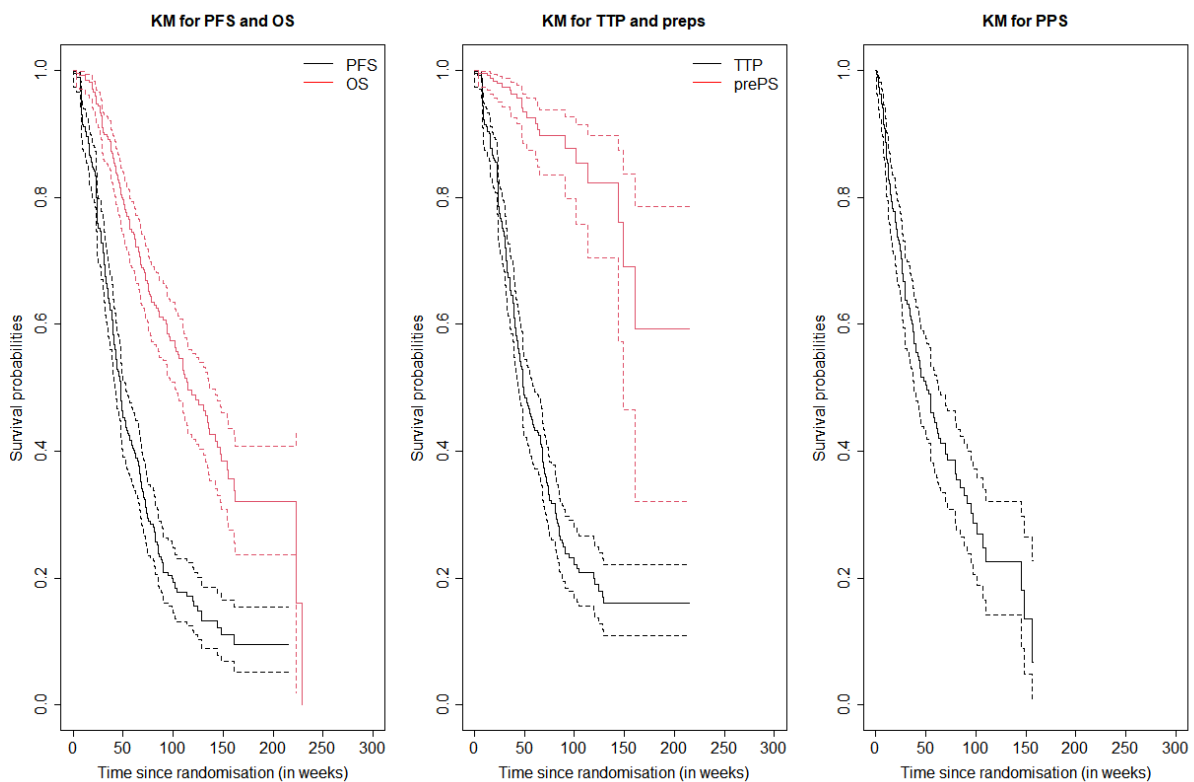 KM for PFS and OS
Survival probabilities
1.0
0.8
0.6
0.4
0.2
0.0
PFS
OS
0 50 100 150 200 250 300
Time since randomisation (in weeks)
KM for TTP and preps
Survival probabilities
1.0
0.8
0.6
0.4
0.2
0.0
TTP
prePS
0 50 100 150 200 250 300
Time since randomisation (in weeks)
KM for PPS
Survival probabilities
1.0
0.8
0.6
0.4
0.2
0.0
0 50 100 150 200 250 300
Time since randomisation (in weeks)